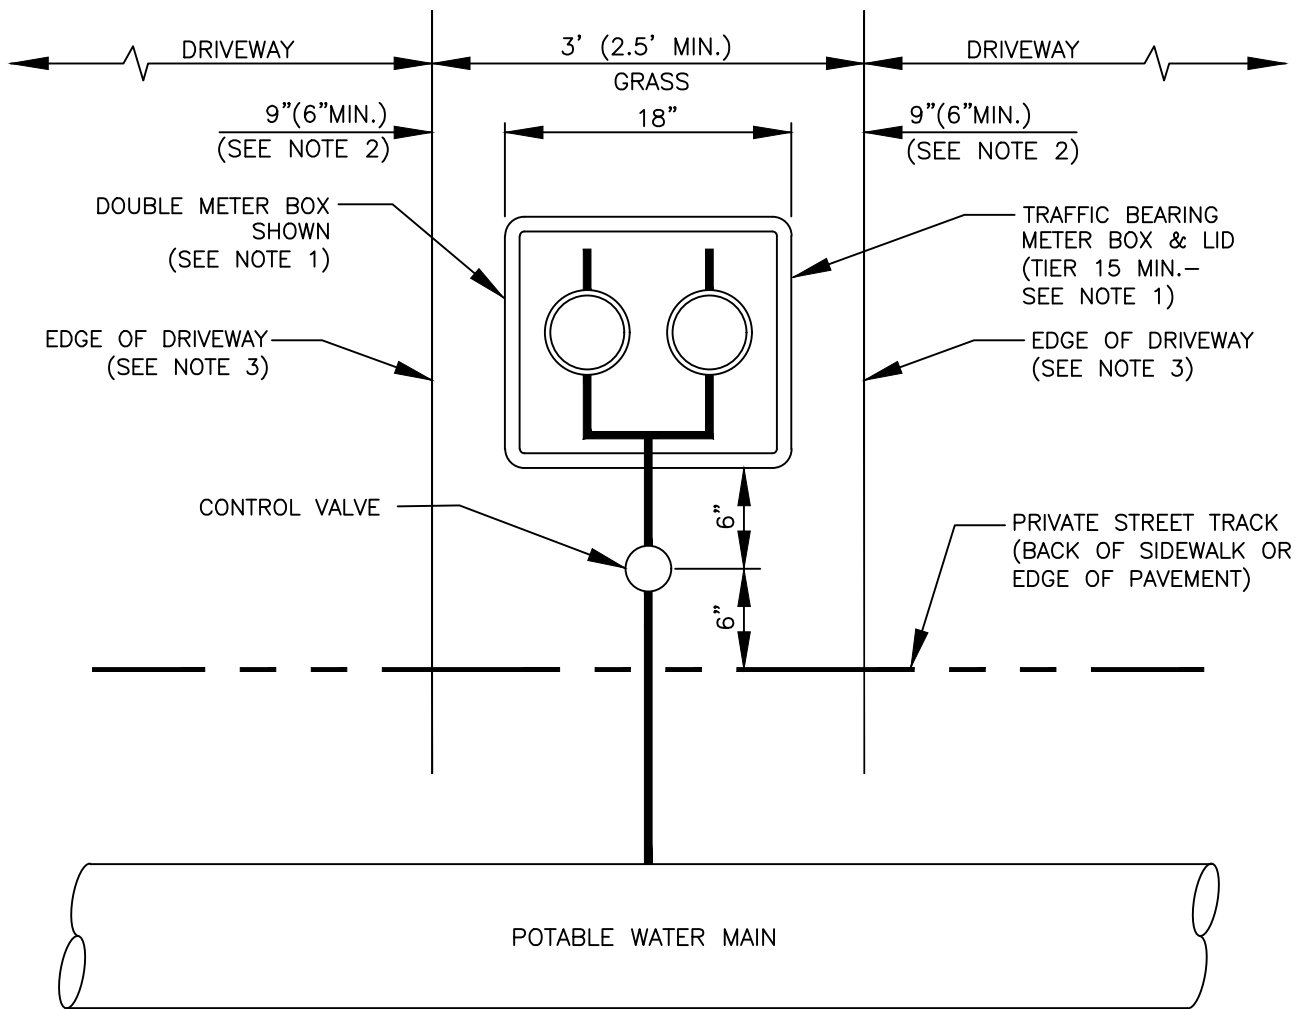 DRIVEWAY
3' (2.5' MIN.)
GRASS
DRIVEWAY
9"(6"MIN.)
(SEE NOTE 2)
18"
9"(6"MIN.)
(SEE NOTE 2)
DOUBLE METER BOX
SHOWN
(SEE NOTE 1)
TRAFFIC BEARING
METER BOX & LID
(TIER 15 MIN.–
SEE NOTE 1)
EDGE OF DRIVEWAY
(SEE NOTE 3)
EDGE OF DRIVEWAY
(SEE NOTE 3)
CONTROL VALVE
6"
6"
PRIVATE STREET TRACK
(BACK OF SIDEWALK OR
EDGE OF PAVEMENT)
POTABLE WATER MAIN